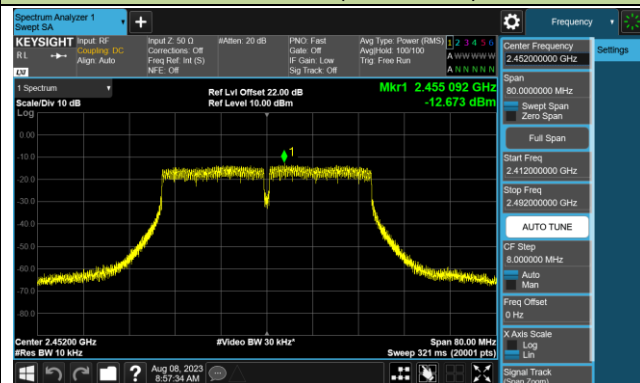 Spectrum Analyzer 1
Swept SA
Frequency
KEYSIGHT
RL
Input: RF
Coupling: DC
Align: Auto
Input Z: 50 Ω
Corrections: Off
Freq Ref: Int (S)
NFE: Off
#Atten: 20 dB
PNO: Fast
Gate: Off
IF Gain: Low
Sig Track: Off
Avg Type: Power (RMS)
Avg|Hold: 100/100
Trig: Free Run
1 2 3 4 5 6
A W W W W W
A N N N N N
LXI
1 Spectrum
Scale/Div 10 dB
Log
Ref Lvl Offset 22.00 dB
Ref Level 10.00 dBm
Mkr1 2.455 092 GHz
-12.673 dBm
1
0.00
-10.0
-20.0
-30.0
-40.0
-50.0
-60.0
-70.0
-80.0
Center 2.45200 GHz
#Res BW 10 kHz
#Video BW 30 kHz*
Span 80.00 MHz
Sweep 321 ms (20001 pts)
Center Frequency
2.452000000 GHz
Settings
Span
80.0000000 MHz
Swept Span
Zero Span
Full Span
Start Freq
2.412000000 GHz
Stop Freq
2.492000000 GHz
AUTO TUNE
CF Step
8.000000 MHz
Auto
Man
Freq Offset
0 Hz
X Axis Scale
Log
Lin
Signal Track
(Span Zoom)
?
Aug 08, 2023
8:57:34 AM